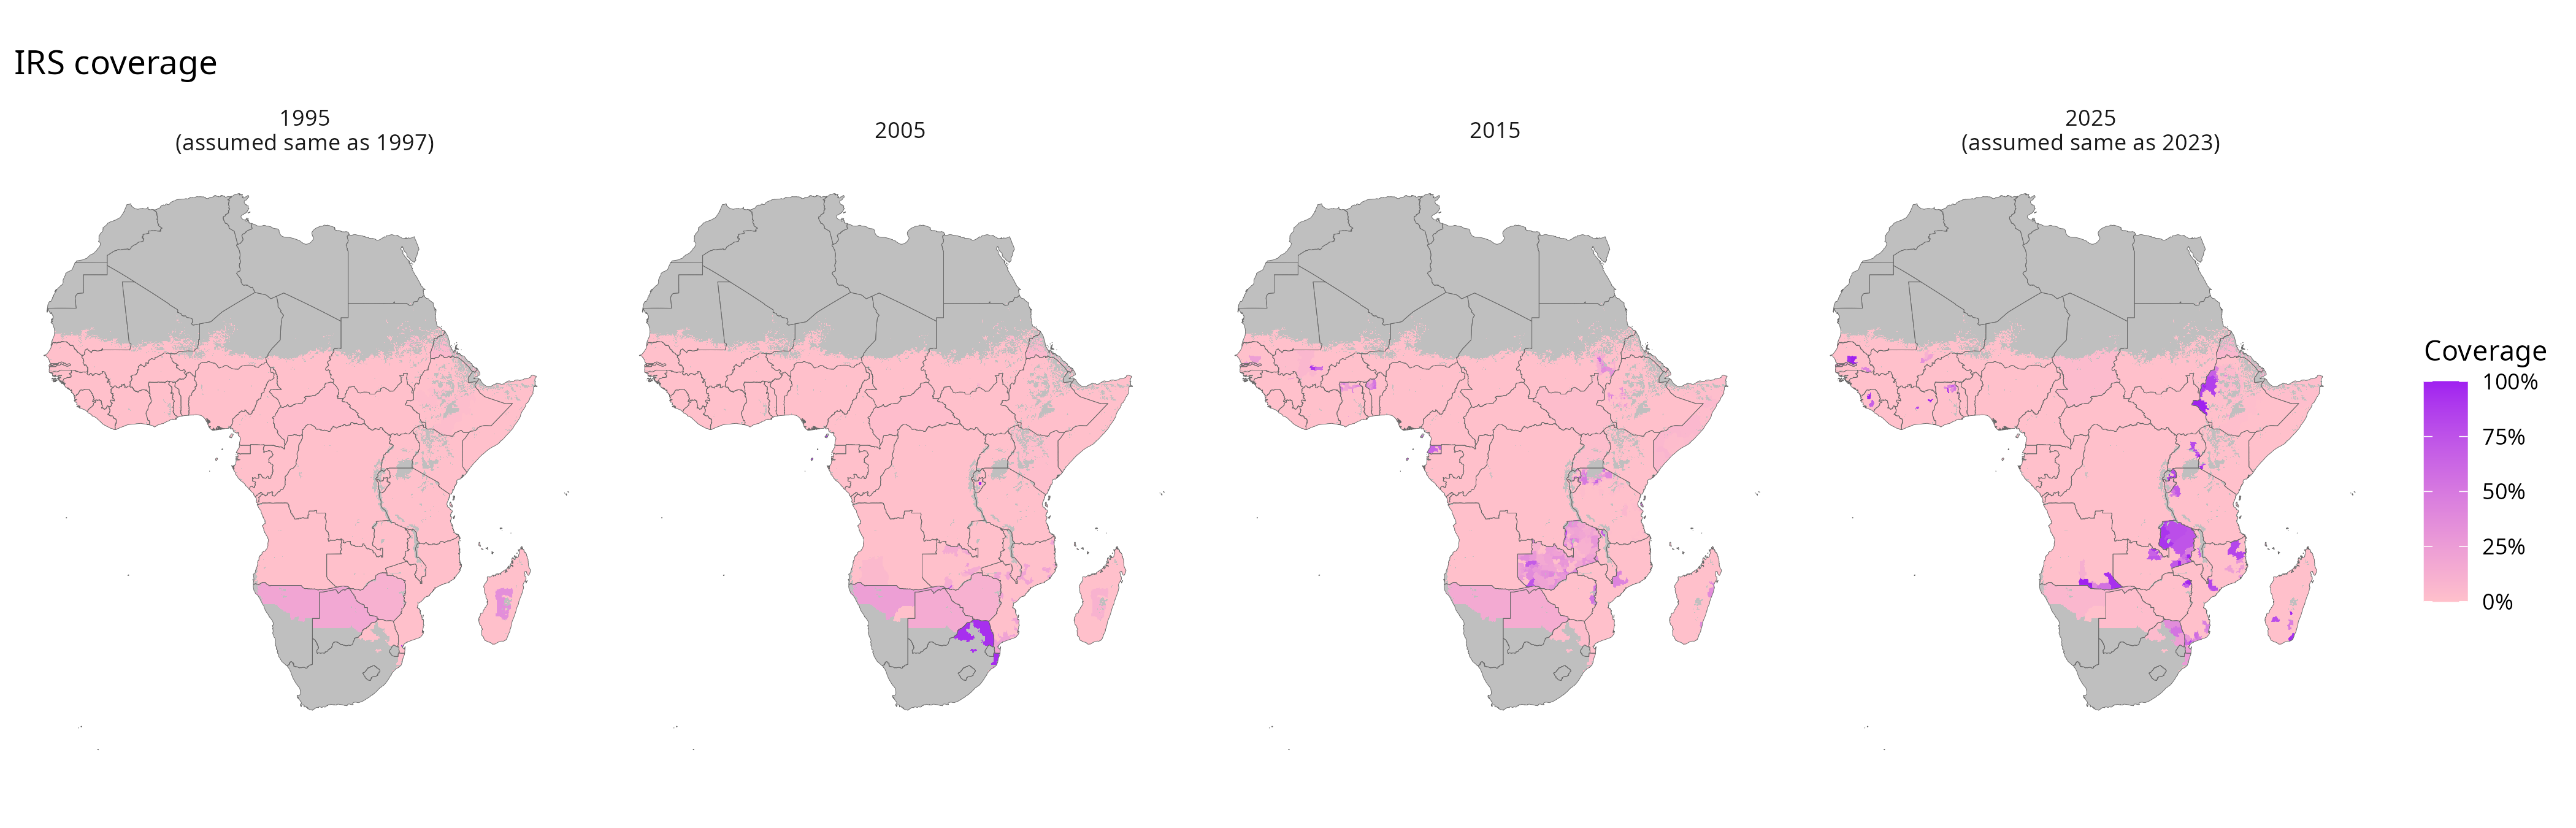 IRS coverage
1995
(assumed same as 1997)
2005
2015
2025
(assumed same as 2023)
Coverage
100%
75%
50%
25%
0%